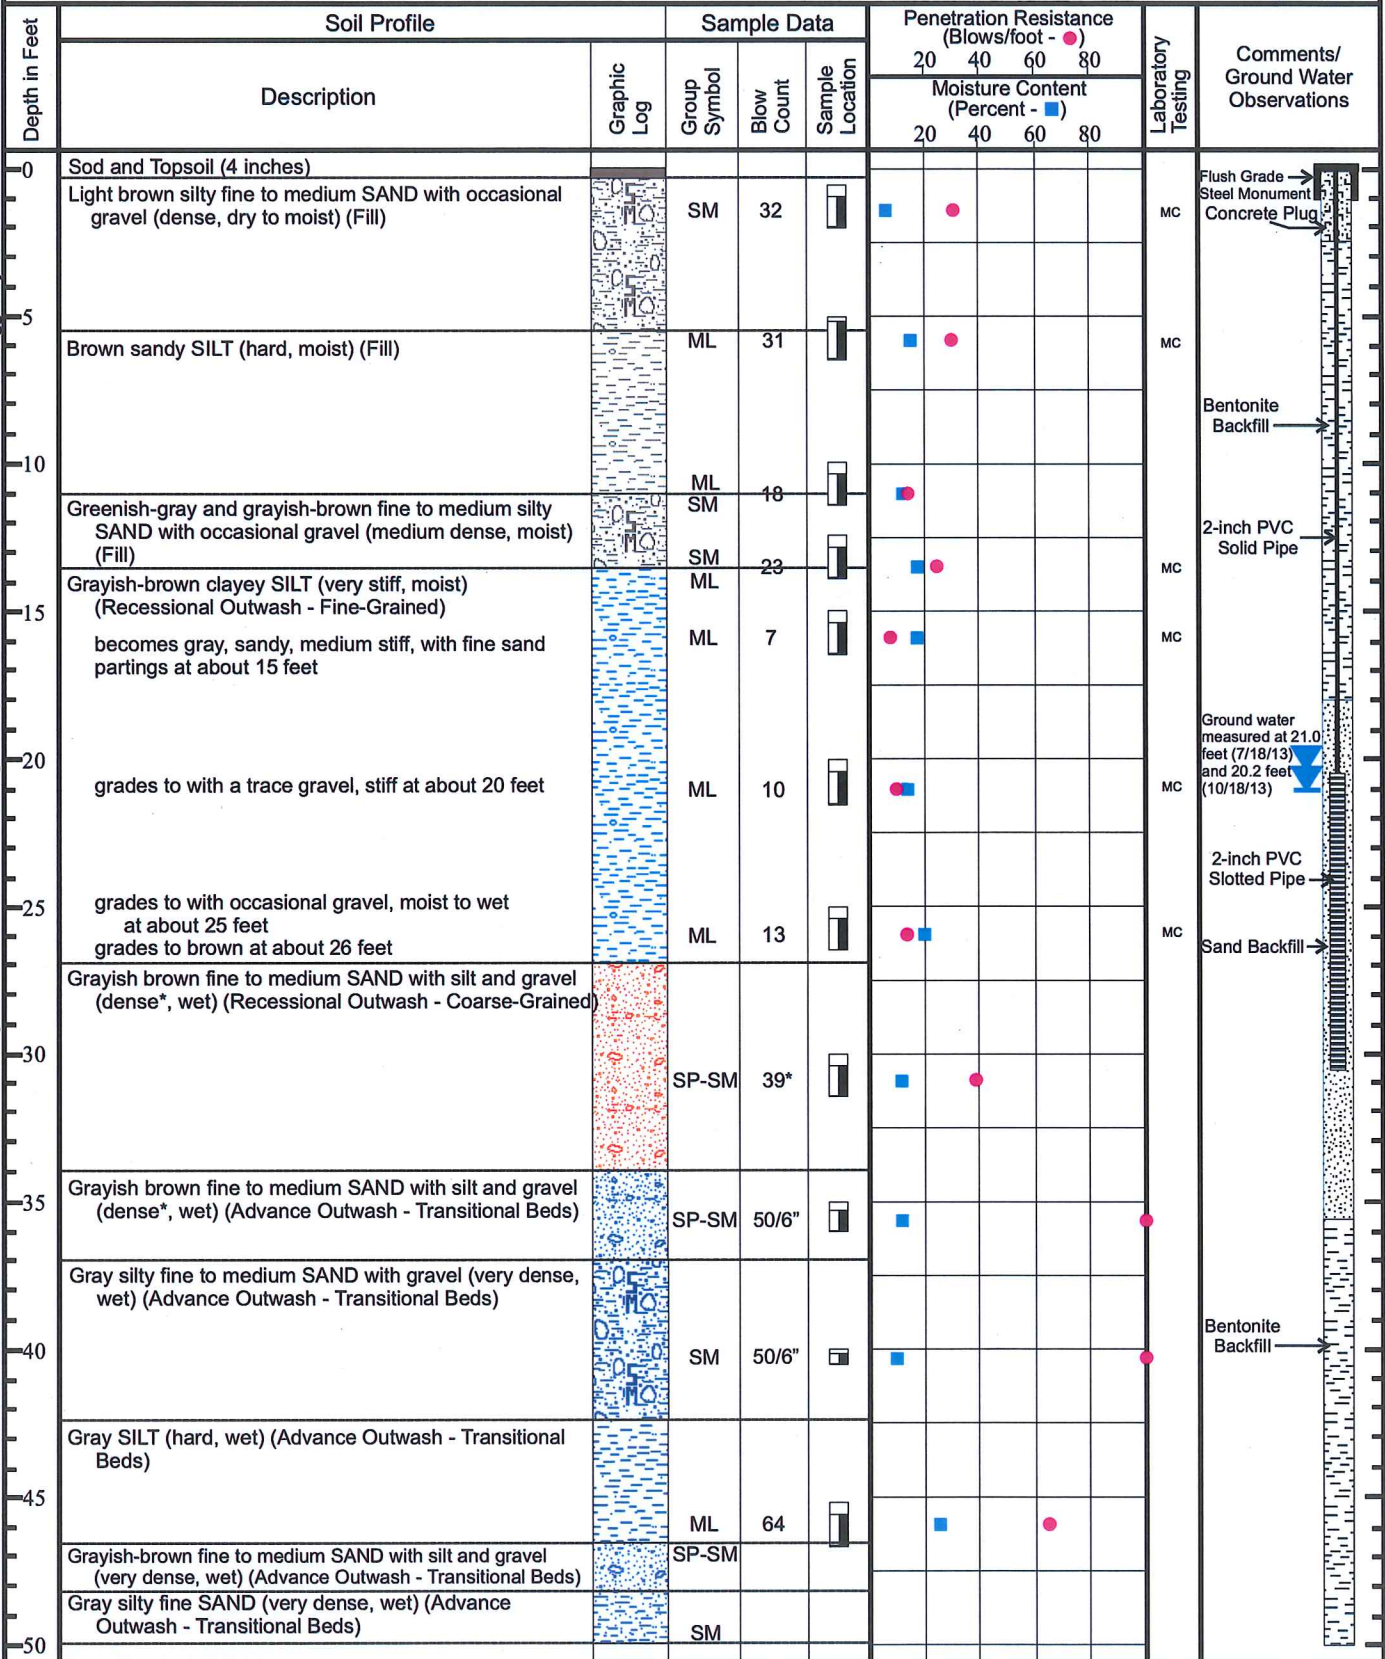 Depth in Feet
Soil Profile
Description
Graphic
Log
Sample Data
Group
Symbol
Blow
Count
Sample
Location
Penetration Resistance
(Blows/foot - )
20 40 60 80
Moisture Content
(Percent - )
20 40 60 80
Laboratory
Testing
Comments/
Ground Water
Observations
0
Sod and Topsoil (4 inches)
Light brown silty fine to medium SAND with occasional
gravel (dense, dry to moist) (Fill)
SM
SM 32
MC
Flush Grade
Steel Monument
Concrete Plug
SM
5
Brown sandy SILT (hard, moist) (Fill)
ML 31
MC
Bentonite
Backfill
10
ML
18
SM
Greenish-gray and grayish-brown fine to medium silty
SAND with occasional gravel (medium dense, moist)
(Fill)
SM
2-inch PVC
Solid Pipe
SM
23
ML
MC
Grayish-brown clayey SILT (very stiff, moist)
(Recessional Outwash - Fine-Grained)
15
becomes gray, sandy, medium stiff, with fine sand
partings at about 15 feet
ML 7
MC
Ground water
measured at 21.0
feet (7/18/13)
and 20.2 feet
(10/18/13)
20
grades to with a trace gravel, stiff at about 20 feet
ML 10
MC
2-inch PVC
Slotted Pipe
25
grades to with occasional gravel, moist to wet
at about 25 feet
grades to brown at about 26 feet
ML 13
MC
Sand Backfill
Grayish brown fine to medium SAND with silt and gravel
(dense*, wet) (Recessional Outwash - Coarse-Grained)
30
SP-SM 39*
Grayish brown fine to medium SAND with silt and gravel
(dense*, wet) (Advance Outwash - Transitional Beds)
35
SP-SM 50/6”
Gray silty fine to medium SAND with gravel (very dense,
wet) (Advance Outwash - Transitional Beds)
SM
40
SM 50/6”
Bentonite
Backfill
SM
Gray SILT (hard, wet) (Advance Outwash - Transitional
Beds)
45
ML 64
SP-SM
Grayish-brown fine to medium SAND with silt and gravel
(very dense, wet) (Advance Outwash - Transitional Beds)
Gray silty fine SAND (very dense, wet) (Advance
Outwash - Transitional Beds)
SM
50